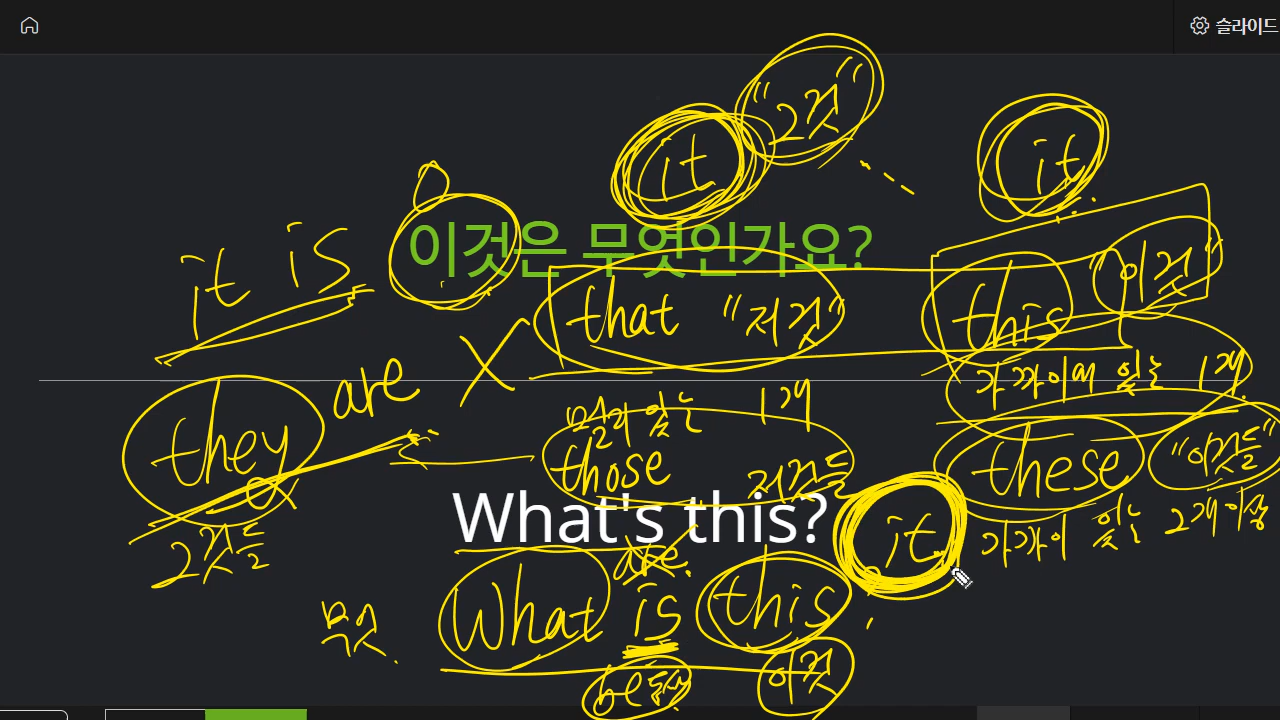 슬라이드
"그것"
it
it
이것은 무엇인가요?
it is
that "저것"
this "이것"
they are X
가까이에 있는 1개
멀리 있는 1개
those 저것들
these "이것들"
What's this?
it
가까이 있는 2개이상
그것들
are.
무엇
What is this
be동사
이것